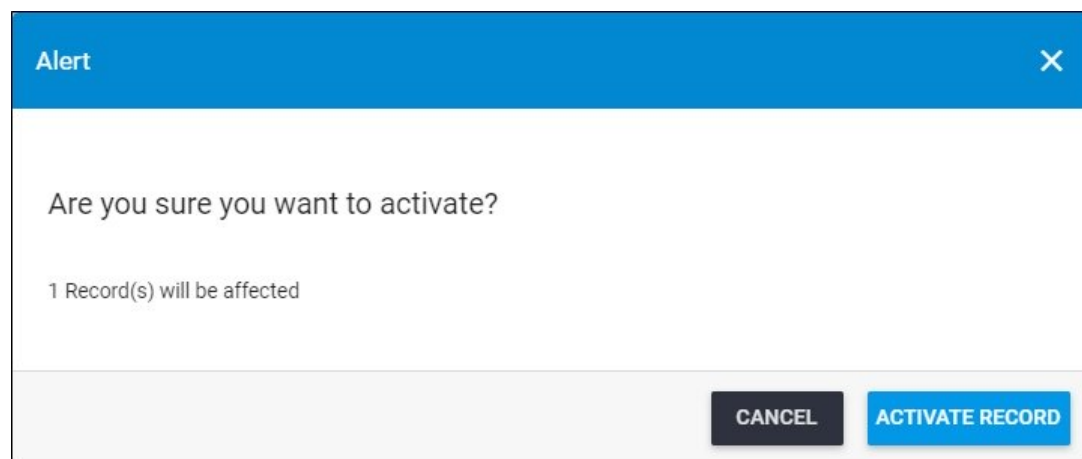 Alert
Are you sure you want to activate?
1 Record(s) will be affected
CANCEL ACTIVATE RECORD